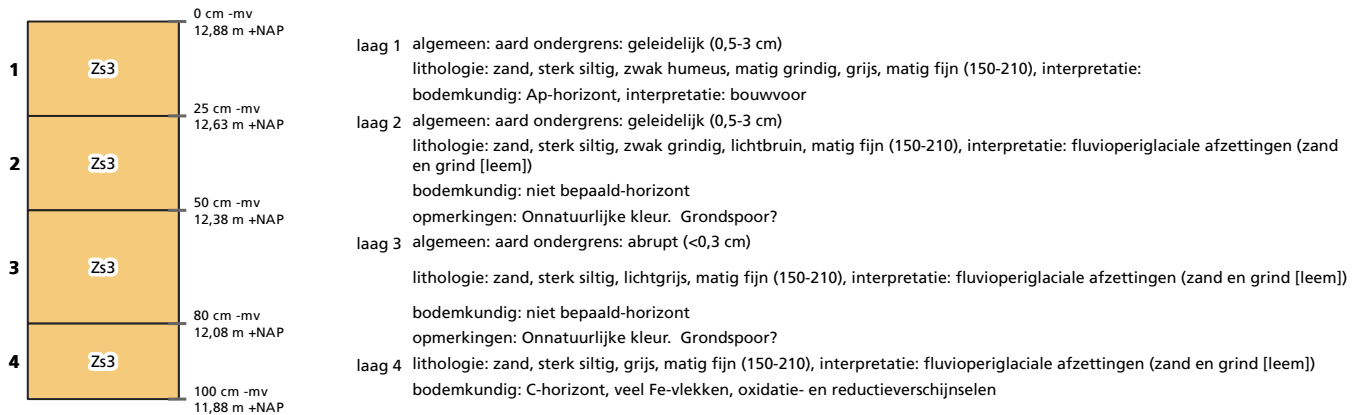 0 cm -mv
12,88 m +NAP
1
Zs3
laag 1 algemeen: aard ondergrens: geleidelijk (0,5-3 cm)
lithologie: zand, sterk siltig, zwak humeus, matig grindig, grijs, matig fijn (150-210), interpretatie:
bodemkundig: Ap-horizont, interpretatie: bouwvoor
25 cm -mv
12,63 m +NAP
2
Zs3
laag 2 algemeen: aard ondergrens: geleidelijk (0,5-3 cm)
lithologie: zand, sterk siltig, zwak grindig, lichtbruin, matig fijn (150-210), interpretatie: fluvioperiglaciale afzettingen (zand
en grind [leem])
bodemkundig: niet bepaald-horizont
opmerkingen: Onnatuurlijke kleur. Grondspoor?
50 cm -mv
12,38 m +NAP
3
Zs3
laag 3 algemeen: aard ondergrens: abrupt (<0,3 cm)
lithologie: zand, sterk siltig, lichtgrijs, matig fijn (150-210), interpretatie: fluvioperiglaciale afzettingen (zand en grind [leem])
bodemkundig: niet bepaald-horizont
opmerkingen: Onnatuurlijke kleur. Grondspoor?
80 cm -mv
12,08 m +NAP
4
Zs3
laag 4 lithologie: zand, sterk siltig, grijs, matig fijn (150-210), interpretatie: fluvioperiglaciale afzettingen (zand en grind [leem])
bodemkundig: C-horizont, veel Fe-vlekken, oxidatie- en reductieverschijnselen
100 cm -mv
11,88 m +NAP